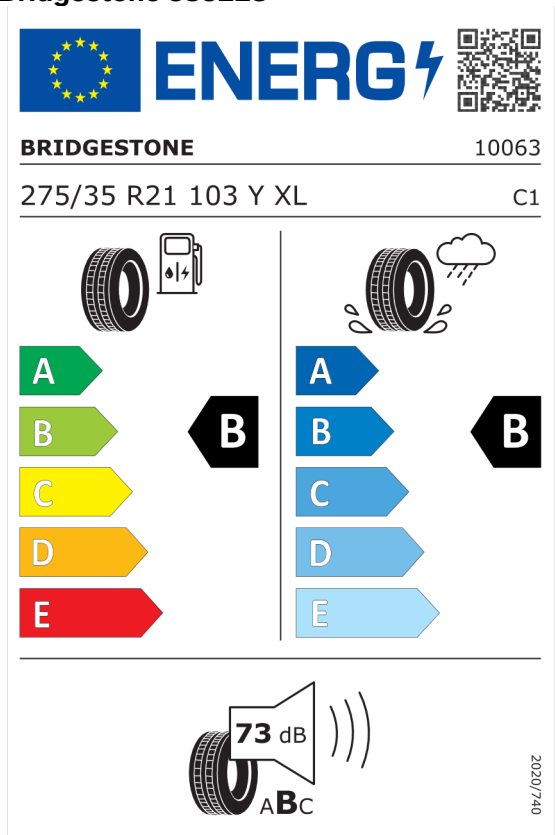 ENERG
BRIDGESTONE 10063
275/35 R21 103 Y XL C1
A
B
C
D
E
B
A
B
C
D
E
B
73 dB
ABC
2020/740